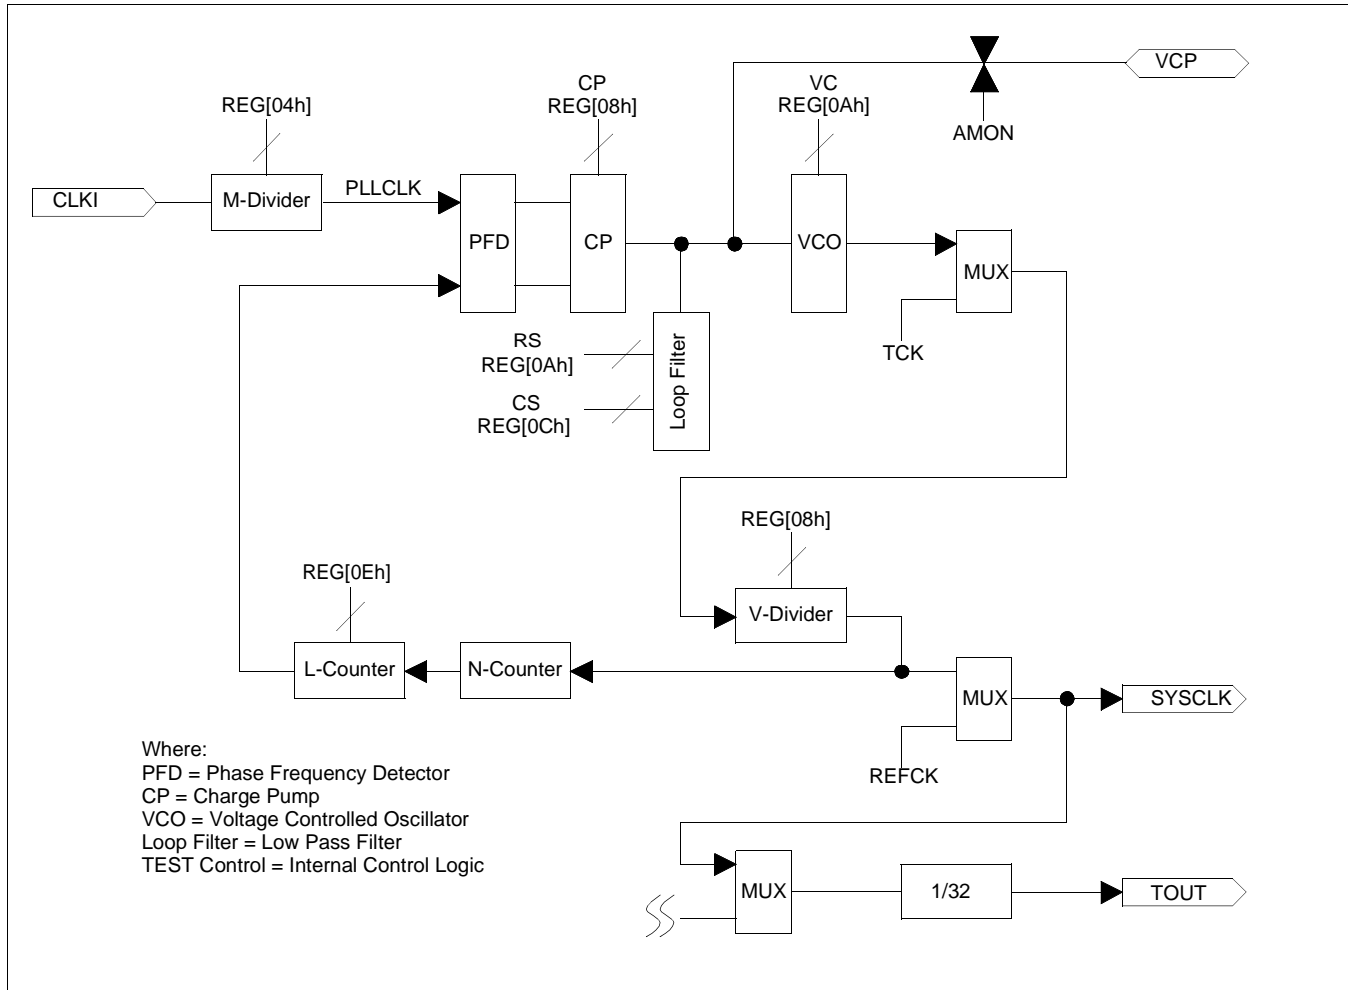 VCP
CP
REG[08h]
VC
REG[0Ah]
REG[04h]
AMON
CLKI
M-Divider
PLLCLK
PFD
CP
VCO
MUX
TCK
RS
REG[0Ah]
CS
REG[0Ch]
Loop Filter
REG[08h]
V-Divider
REG[0Eh]
L-Counter
N-Counter
MUX
SYSCLK
REFCK
Where:
PFD = Phase Frequency Detector
CP = Charge Pump
VCO = Voltage Controlled Oscillator
Loop Filter = Low Pass Filter
TEST Control = Internal Control Logic
MUX
1/32
TOUT